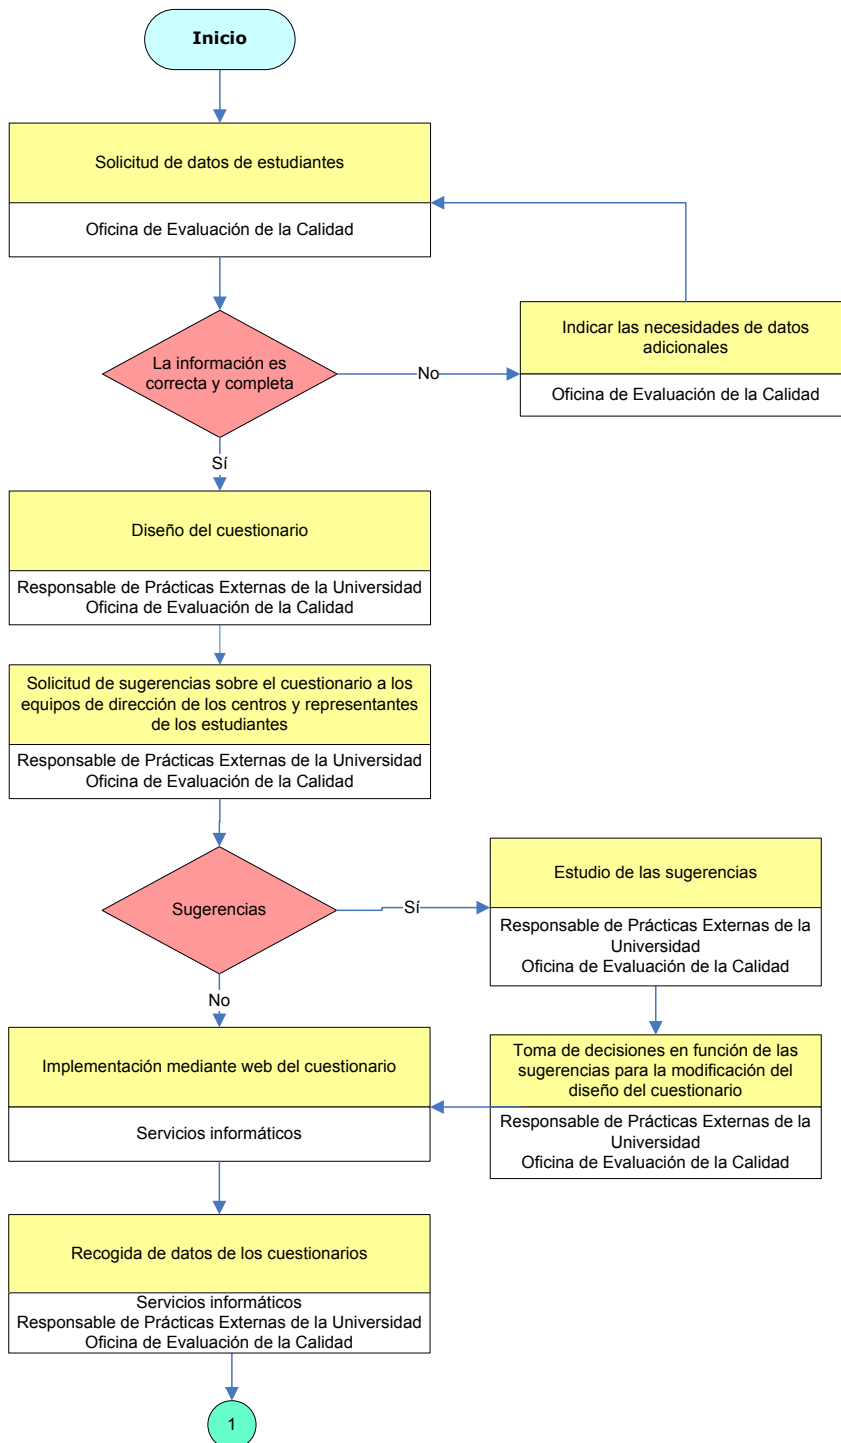 Inicio
Solicitud de datos de estudiantes
Oficina de Evaluación de la Calidad
La información es
correcta y completa
No
Indicar las necesidades de datos
adicionales
Oficina de Evaluación de la Calidad
Sí
Diseño del cuestionario
Responsable de Prácticas Externas de la Universidad
Oficina de Evaluación de la Calidad
Solicitud de sugerencias sobre el cuestionario a los
equipos de dirección de los centros y representantes
de los estudiantes
Responsable de Prácticas Externas de la Universidad
Oficina de Evaluación de la Calidad
Sugerencias
Sí
Estudio de las sugerencias
Responsable de Prácticas Externas de la
Universidad
Oficina de Evaluación de la Calidad
No
Toma de decisiones en función de las
sugerencias para la modificación del
diseño del cuestionario
Responsable de Prácticas Externas de la
Universidad
Oficina de Evaluación de la Calidad
Implementación mediante web del cuestionario
Servicios informáticos
Recogida de datos de los cuestionarios
Servicios informáticos
Responsable de Prácticas Externas de la Universidad
Oficina de Evaluación de la Calidad
1